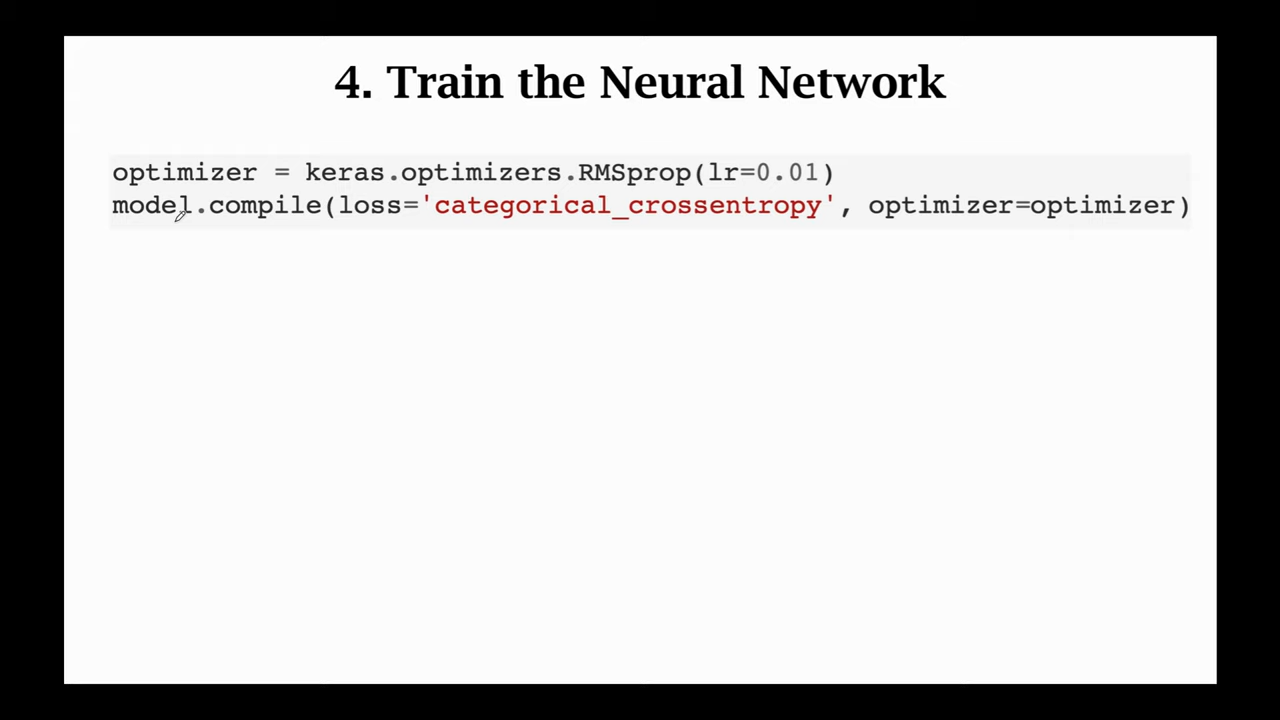 4. Train the Neural Network
optimizer = keras.optimizers.RMSprop(lr=0.01)
model.compile(loss='categorical_crossentropy', optimizer=optimizer)